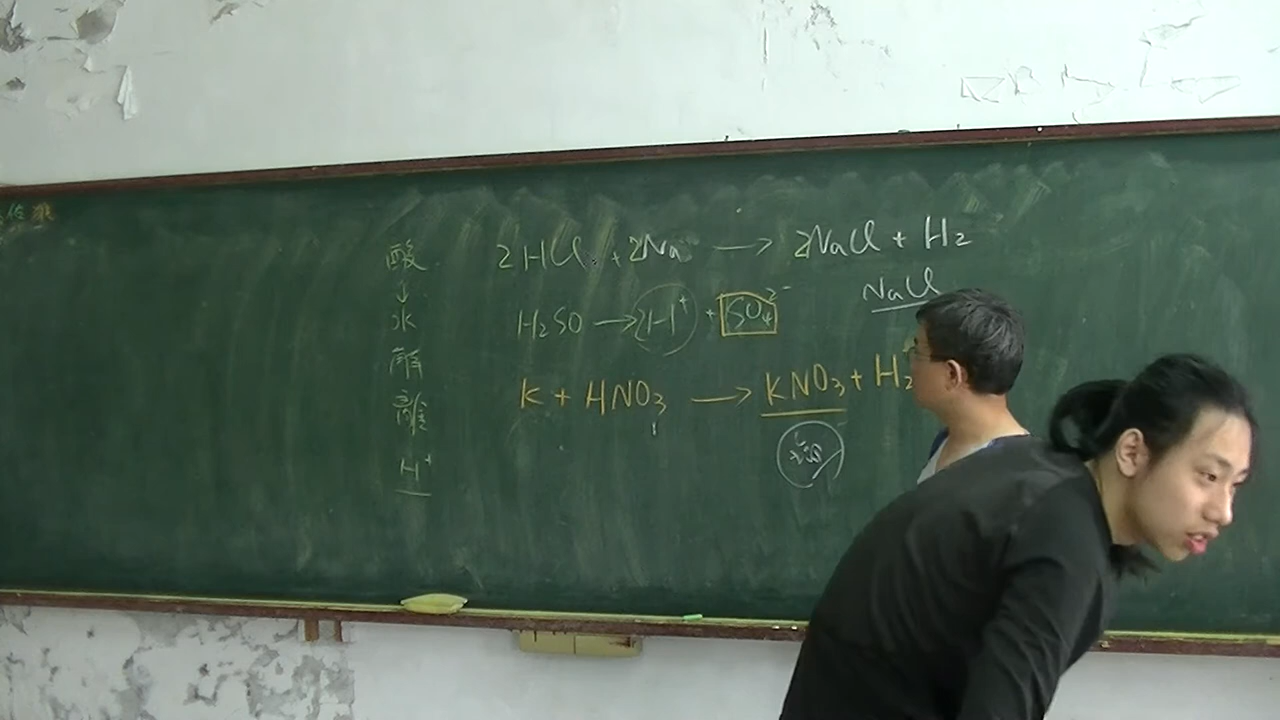 酸
↓
水
解
離
H⁺
2HCl + 2Na → 2NaCl + H₂
NaCl
H₂SO → 2H⁺ + SO₄²⁻
K + HNO₃ → KNO₃ + H₂